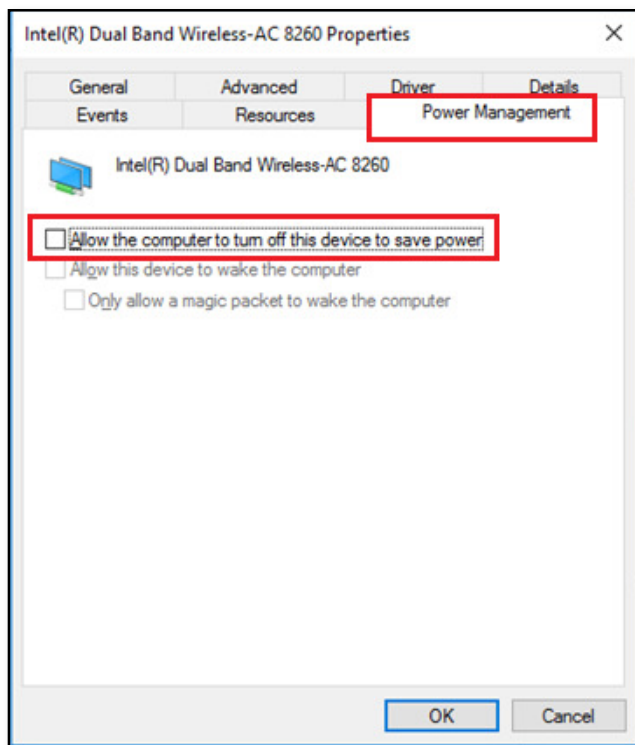 Intel(R) Dual Band Wireless-AC 8260 Properties
General Advanced Driver Details
Events Resources Power Management
Intel(R) Dual Band Wireless-AC 8260
Allow the computer to turn off this device to save power
Allow this device to wake the computer
Only allow a magic packet to wake the computer
OK Cancel